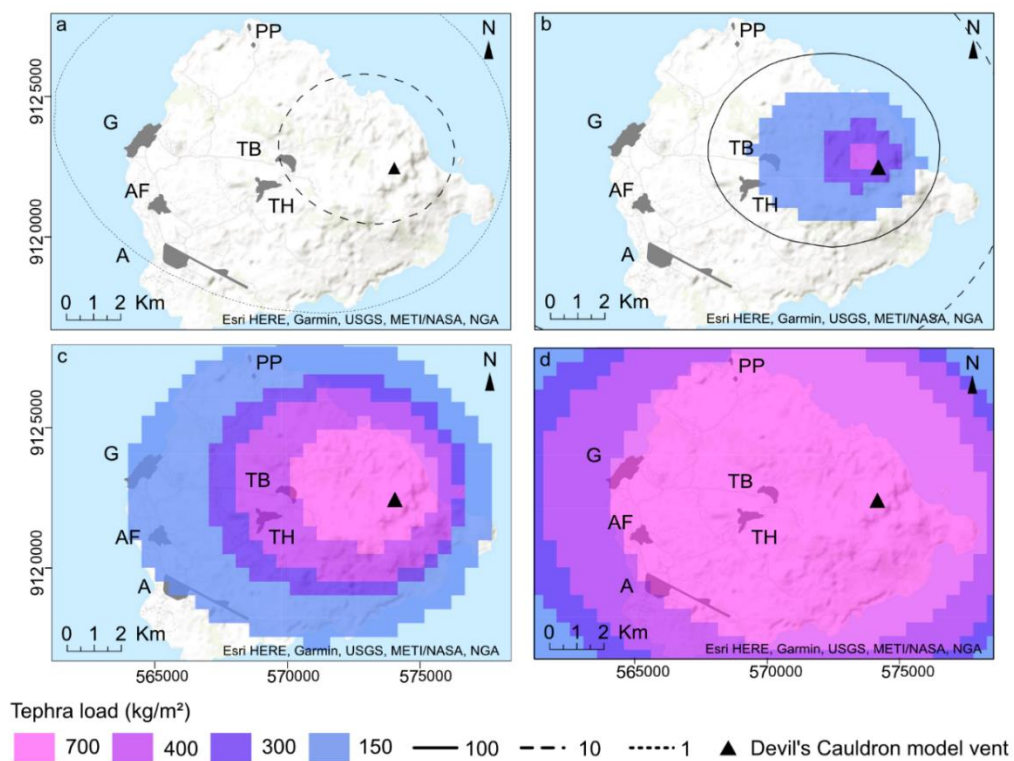 a
N
PP
G
TB
AF
TH
A
0 1 2 Km
Esri HERE, Garmin, USGS, METI/NASA, NGA
9125000
9120000
b
N
PP
G
TB
AF
TH
A
0 1 2 Km
Esri HERE, Garmin, USGS, METI/NASA, NGA
c
N
PP
G
TB
AF
TH
A
0 1 2 Km
Esri HERE, Garmin, USGS, METI/NASA, NGA
9125000
9120000
565000 570000 575000
d
N
PP
G
TB
AF
TH
A
0 1 2 Km
Esri HERE, Garmin, USGS, METI/NASA, NGA
565000 570000 575000
Tephra load (kg/m²)
700 400 300 150 100 10 1 Devil's Cauldron model vent